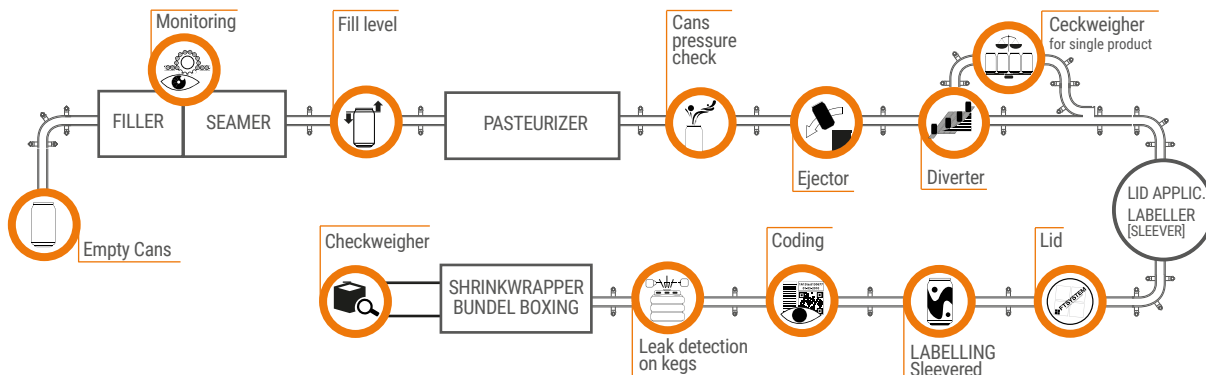 Monitoring
Fill level
Cans
pressure
check
Ceckweigher
for single product
FILLER
SEAMER
PASTEURIZER
Ejector
Diverter
Empty Cans
LID APPLIC.
LABELLER
[SLEEVER]
Checkweigher
SHRINKWRAPPER
BUNDEL BOXING
Coding
Lid
FTSYSTEM
Leak detection
on kegs
LABELLING
Sleevered